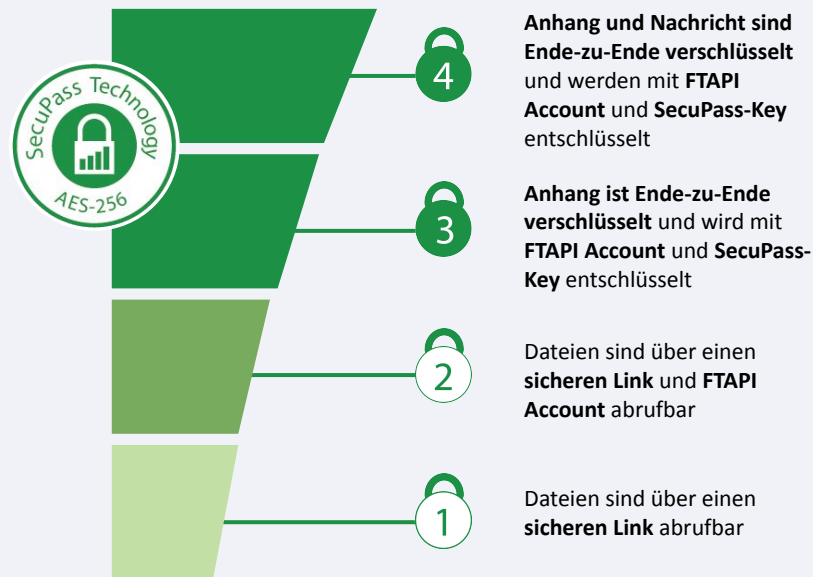 SecuPass Technology
AES-256
4
Anhang und Nachricht sind
Ende-zu-Ende verschlüsselt
und werden mit FTAPI
Account und SecuPass-Key
entschlüsselt
3
Anhang ist Ende-zu-Ende
verschlüsselt und wird mit
FTAPI Account und SecuPass-
Key entschlüsselt
2
Dateien sind über einen
sicheren Link und FTAPI
Account abrufbar
1
Dateien sind über einen
sicheren Link abrufbar